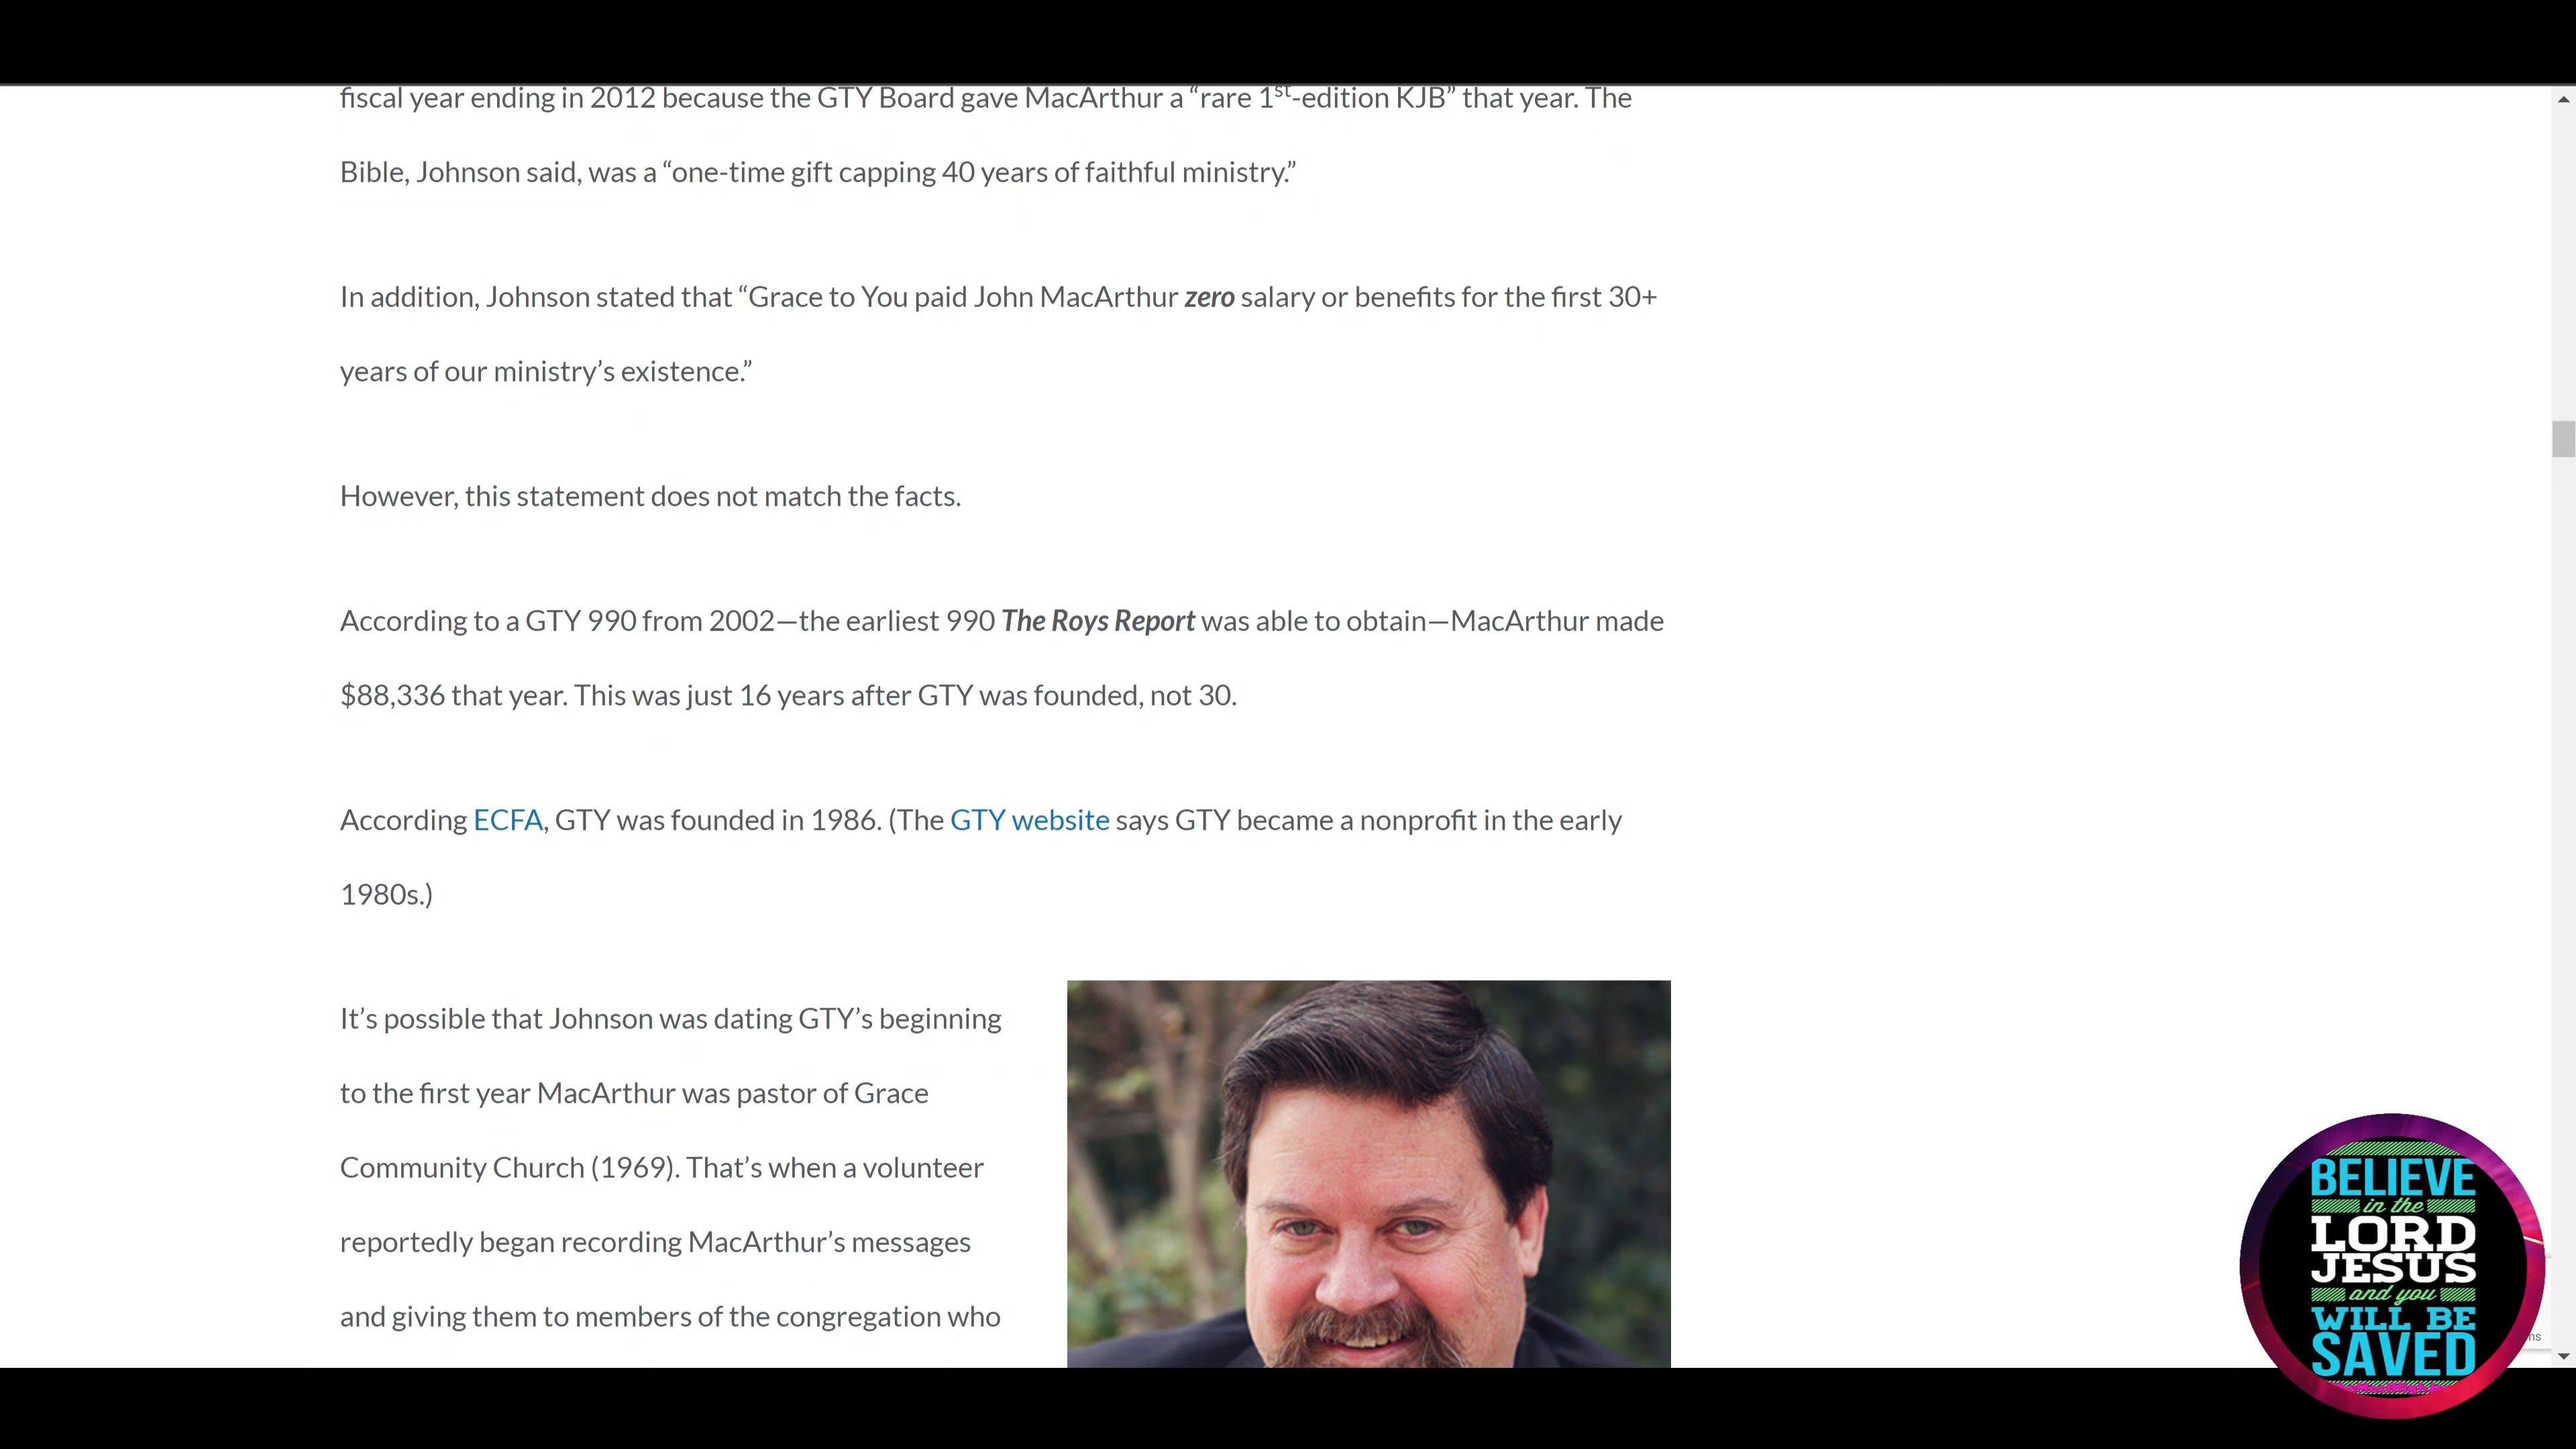 fiscal year ending in 2012 because the GTY Board gave MacArthur a “rare 1st-edition KJB” that year. The
Bible, Johnson said, was a “one-time gift capping 40 years of faithful ministry.”
In addition, Johnson stated that “Grace to You paid John MacArthur zero salary or benefits for the first 30+
years of our ministry’s existence.”
However, this statement does not match the facts.
According to a GTY 990 from 2002—the earliest 990 The Roys Report was able to obtain—MacArthur made
$88,336 that year. This was just 16 years after GTY was founded, not 30.
According ECFA, GTY was founded in 1986. (The GTY website says GTY became a nonprofit in the early
1980s.)
It’s possible that Johnson was dating GTY’s beginning
to the first year MacArthur was pastor of Grace
Community Church (1969). That’s when a volunteer
reportedly began recording MacArthur’s messages
and giving them to members of the congregation who
BELIEVE
in the
LORD
JESUS
and you
WILL BE
SAVED